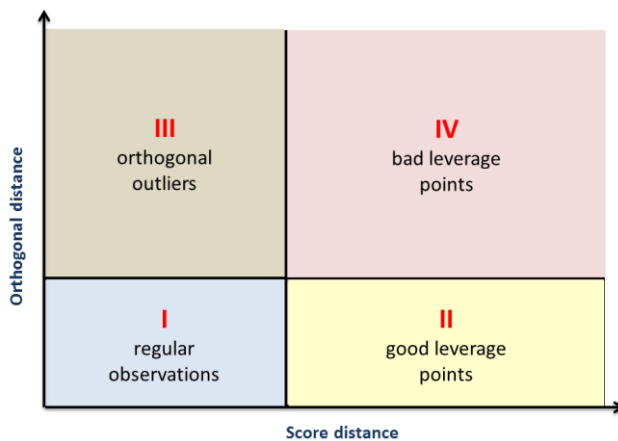 Orthogonal distance
III
orthogonal
outliers
IV
bad leverage
points
I
regular
observations
II
good leverage
points
Score distance